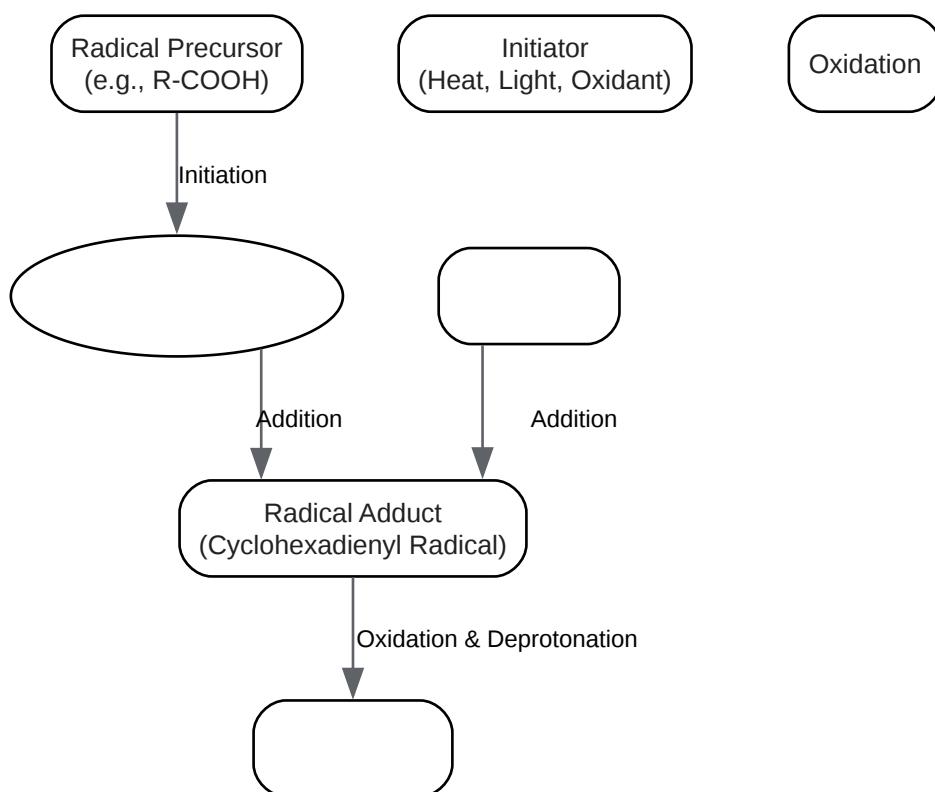 Radical Precursor
(e.g., R-COOH)
Initiator
(Heat, Light, Oxidant)
Oxidation
Initiation
Addition
Addition
Radical Adduct
(Cyclohexadienyl Radical)
Oxidation & Deprotonation